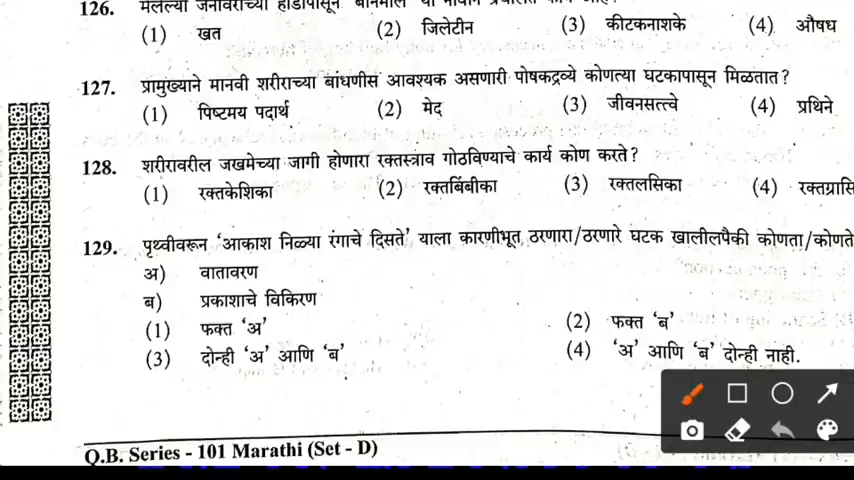 126. मेलेल्या जनावराच्या हाडांपासून
(1) खत (2) जिलेटीन (3) कीटकनाशके (4) औषध
127. प्रामुख्याने मानवी शरीराच्या बांधणीस आवश्यक असणारी पोषकद्रव्ये कोणत्या घटकापासून मिळतात?
(1) पिष्टमय पदार्थ (2) मेद (3) जीवनसत्त्वे (4) प्रथिने
128. शरीरावरील जखमेच्या जागी होणारा रक्तस्त्राव गोठविण्याचे कार्य कोण करते?
(1) रक्तकेशिका (2) रक्तबिंबीका (3) रक्तलसिका (4) रक्तग्रासि
129. पृथ्वीवरून 'आकाश निळ्या रंगाचे दिसते' याला कारणीभूत ठरणारा/ठरणारे घटक खालीलपैकी कोणता/कोणते
अ) वातावरण
ब) प्रकाशाचे विकिरण
(1) फक्त 'अ' (2) फक्त 'ब'
(3) दोन्ही 'अ' आणि 'ब' (4) 'अ' आणि 'ब' दोन्ही नाही.
Q.B. Series - 101 Marathi (Set - D)